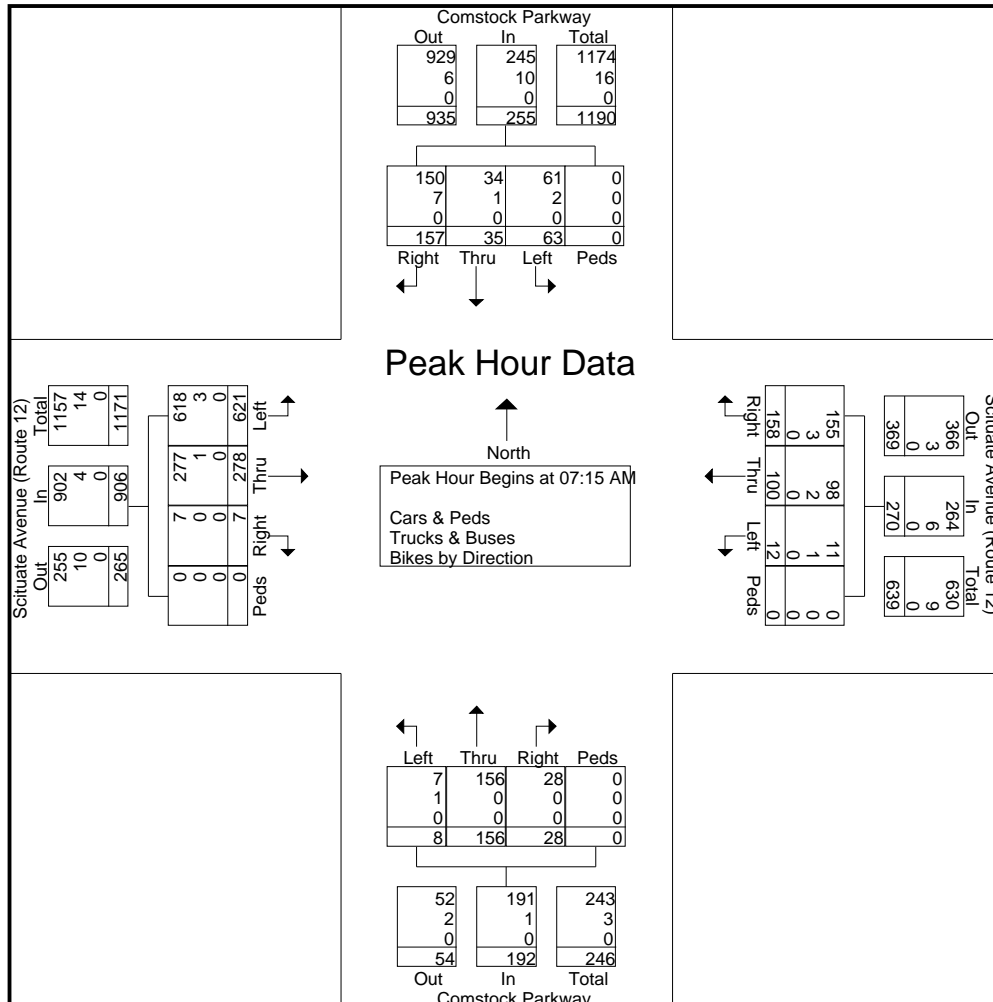 Comstock Parkway
Out In Total
929 245 1174
6 10 16
0 0 0
935 255 1190
150 34 61 0
7 1 2 0
0 0 0 0
157 35 63 0
Right Thru Left Peds
Peak Hour Data
North
Peak Hour Begins at 07:15 AM
Cars & Peds
Trucks & Buses
Bikes by Direction
Scituate Avenue (Route 12)
Out In Total
255 902 1157
10 4 14
0 0 0
265 906 1171
0 7 277 618
0 0 1 3
0 0 0 0
0 7 278 621
Peds Right Thru Left
Scituate Avenue (Route 12)
Out In Total
366 264 630
3 6 9
0 0 0
369 270 639
155 98 11 0
3 2 1 0
0 0 0 0
158 100 12 0
Right Thru Left Peds
Left Thru Right Peds
7 156 28 0
1 0 0 0
0 0 0 0
8 156 28 0
52 191 243
2 1 3
0 0 0
54 192 246
Out In Total
Comstock Parkway